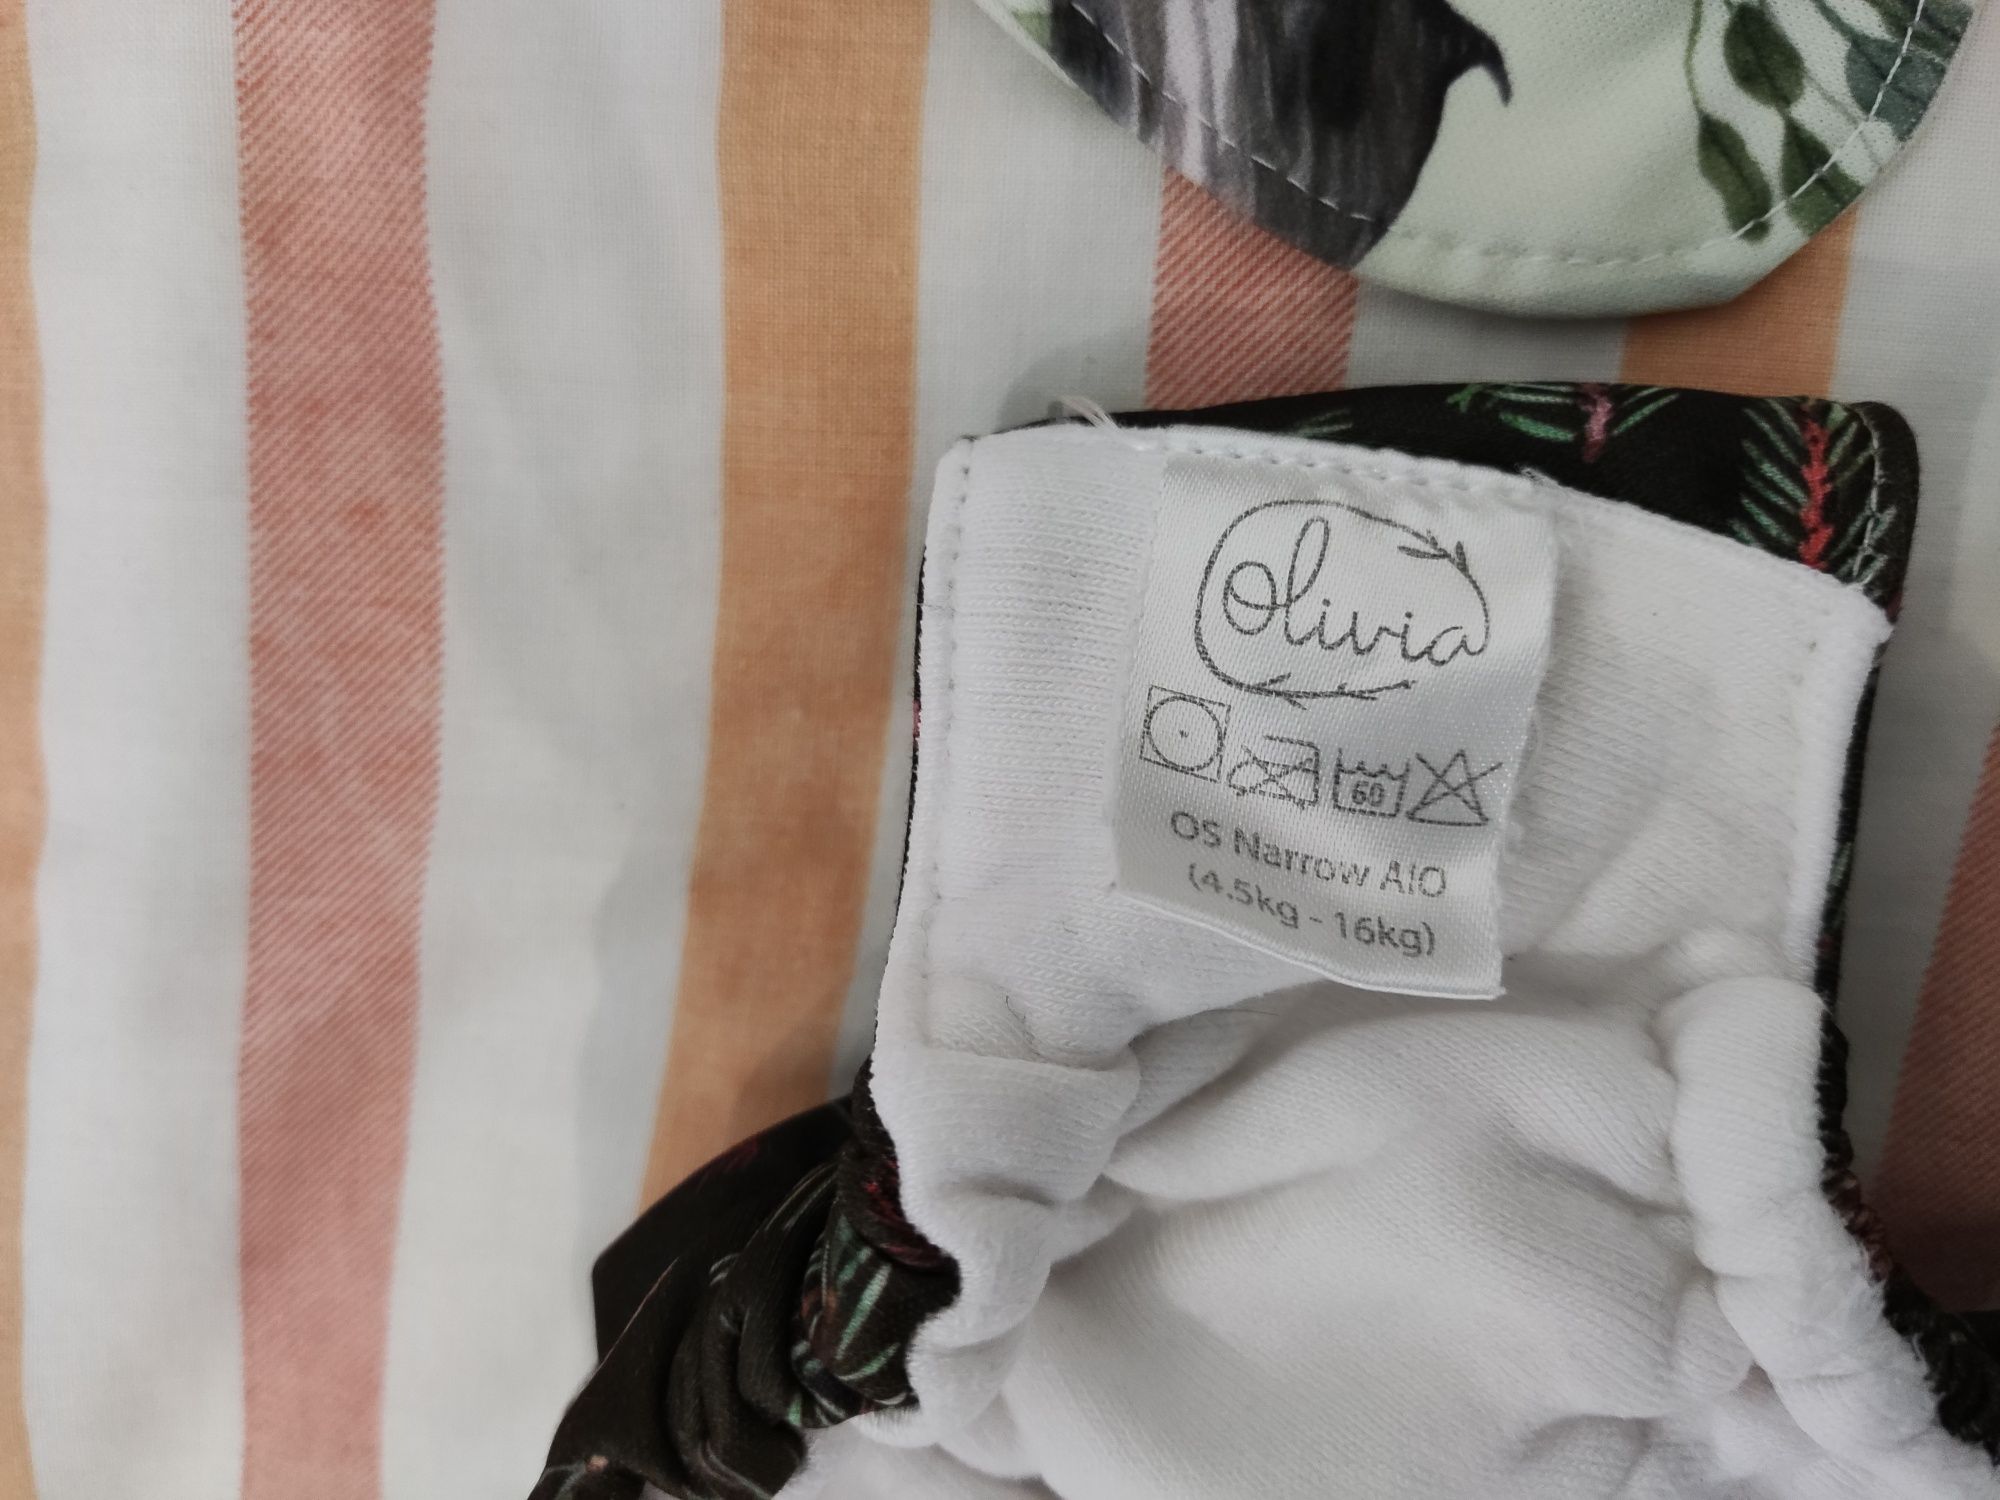 Olivia
60
OS Narrow AIO
(4.5kg - 16kg)